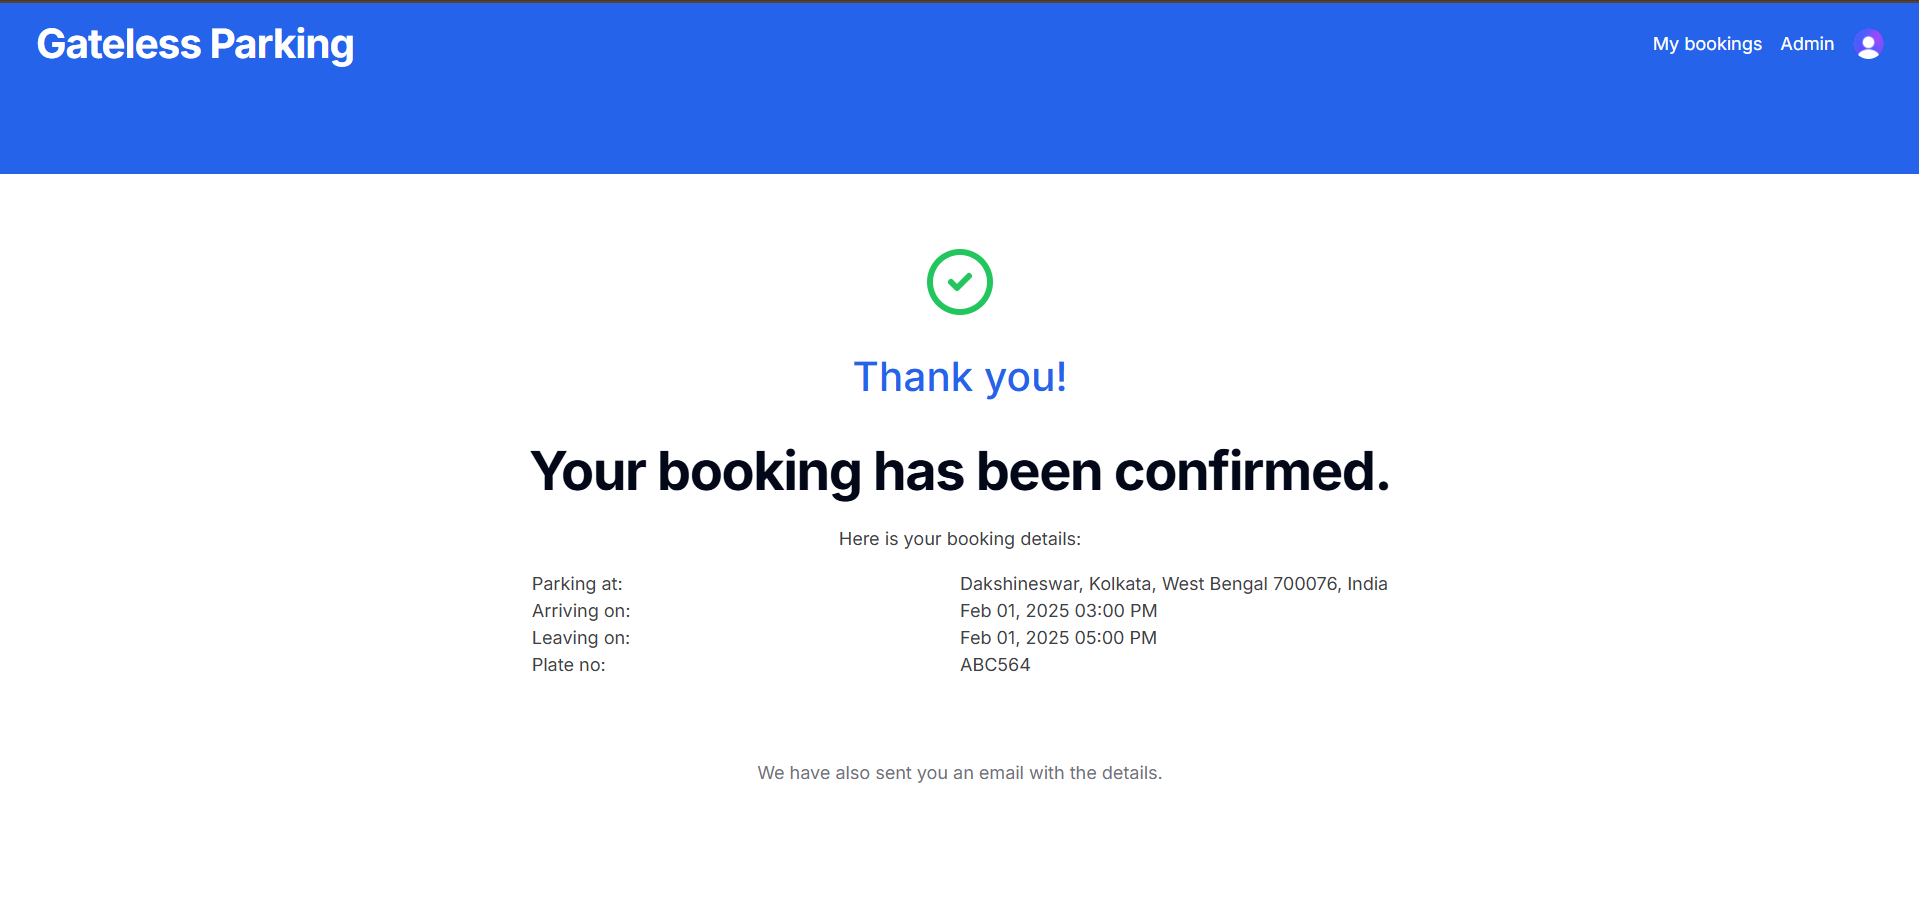 Gateless Parking
My bookings Admin
Thank you!
Your booking has been confirmed.
Here is your booking details:
Parking at: Dakshineswar, Kolkata, West Bengal 700076, India
Arriving on: Feb 01, 2025 03:00 PM
Leaving on: Feb 01, 2025 05:00 PM
Plate no: ABC564
We have also sent you an email with the details.